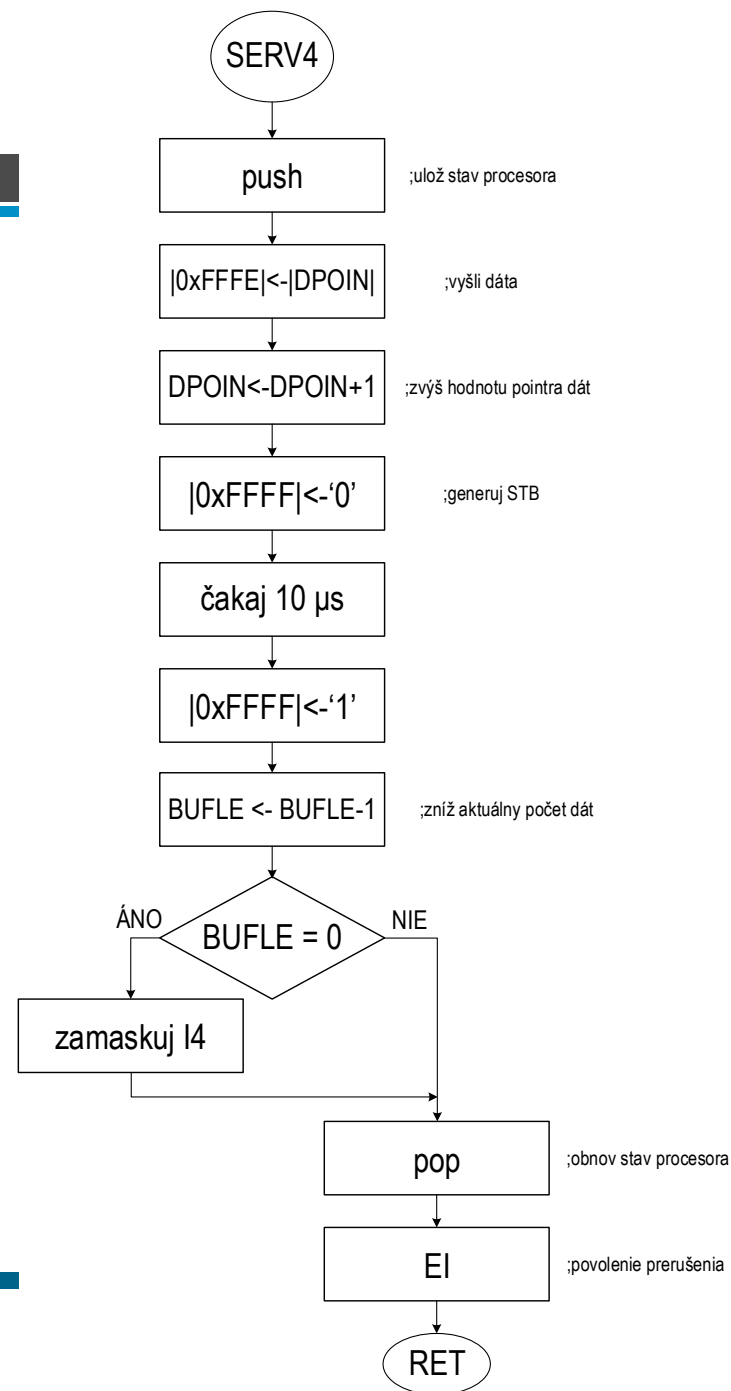 SERV4
push
;ulož stav procesora
|0xFFFE|<-|DPOIN|
;vyšli dáta
DPOIN<-DPOIN+1
;zvýš hodnotu pointra dát
|0xFFFF|<-‘0’
;generuj STB
čakaj 10 µs
|0xFFFF|<-‘1’
BUFLE <- BUFLE-1
;zníž aktuálny počet dát
ÁNO
BUFLE = 0
NIE
zamaskuj I4
pop
;obnov stav procesora
EI
;povolenie prerušenia
RET